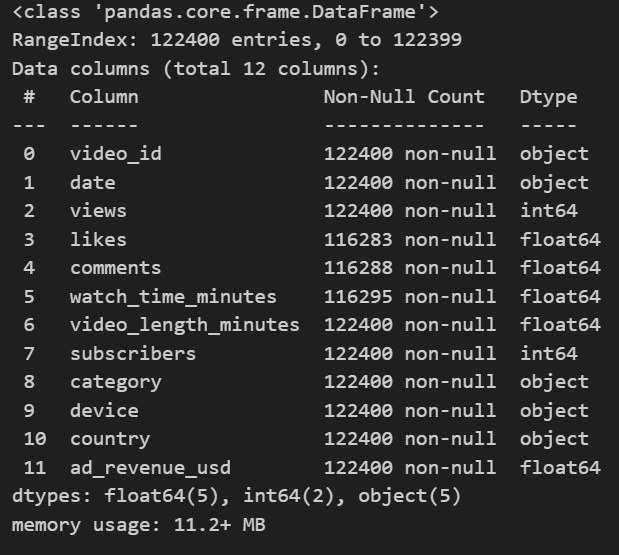 <class 'pandas.core.frame.DataFrame'>
RangeIndex: 122400 entries, 0 to 122399
Data columns (total 12 columns):
 #   Column                Non-Null Count   Dtype
---  ------                --------------   -----
 0   video_id              122400 non-null  object
 1   date                  122400 non-null  object
 2   views                 122400 non-null  int64
 3   likes                 116283 non-null  float64
 4   comments              116288 non-null  float64
 5   watch_time_minutes    116295 non-null  float64
 6   video_length_minutes  122400 non-null  float64
 7   subscribers           122400 non-null  int64
 8   category              122400 non-null  object
 9   device                122400 non-null  object
 10  country               122400 non-null  object
 11  ad_revenue_usd        122400 non-null  float64
dtypes: float64(5), int64(2), object(5)
memory usage: 11.2+ MB